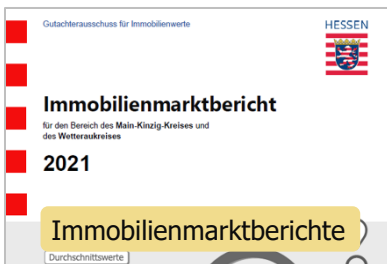 Gutachterausschuss für Immobilienwerte
HESSEN
Immobilienmarktbericht
für den Bereich des Main-Kinzig-Kreises und
des Wetteraukreises
2021
Immobilienmarktberichte
Durchschnittswerte